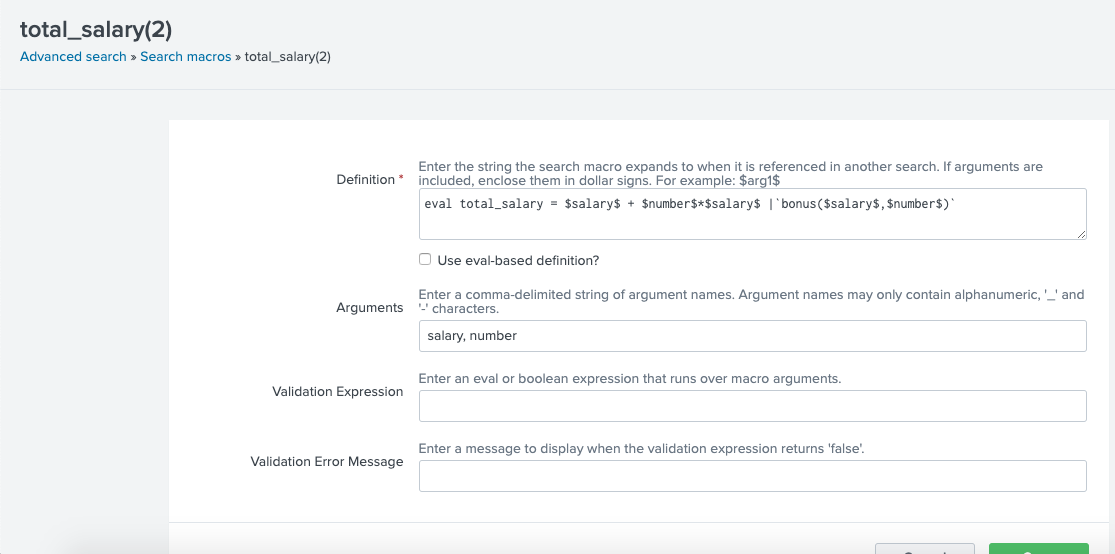 total_salary(2)
Advanced search » Search macros » total_salary(2)
Enter the string the search macro expands to when it is referenced in another search. If arguments are
Definition * included, enclose them in dollar signs. For example: $arg1$
eval total_salary = $salary$ + $number$*$salary$ |`bonus($salary$,$number$)`
Use eval-based definition?
Enter a comma-delimited string of argument names. Argument names may only contain alphanumeric, '_' and
Arguments '-' characters.
salary, number
Enter an eval or boolean expression that runs over macro arguments.
Validation Expression
Enter a message to display when the validation expression returns 'false'.
Validation Error Message